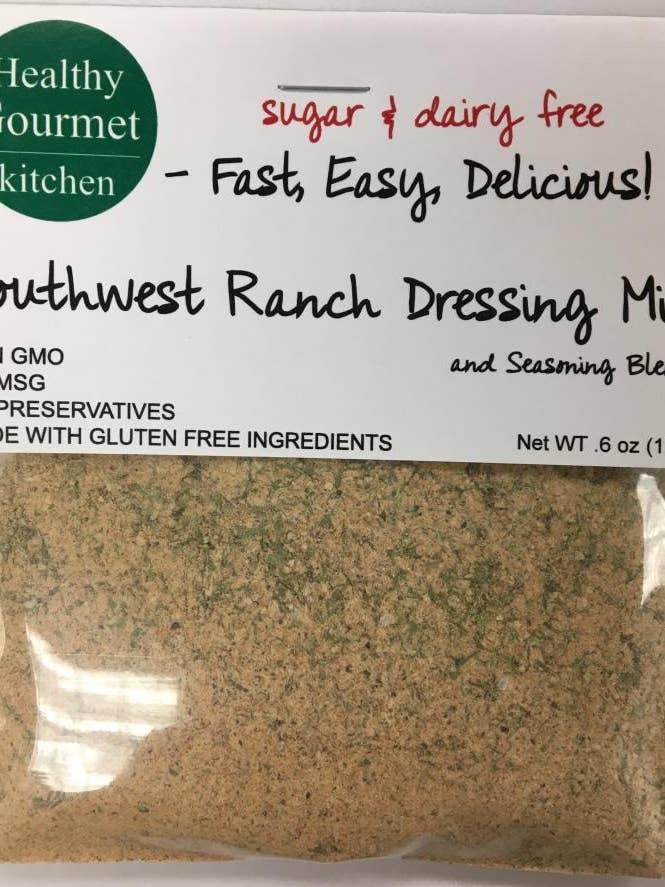 Healthy
Gourmet
kitchen
sugar & dairy free
- Fast, Easy, Delicious!
outhwest Ranch Dressing Mi
and Seasoning Ble
N GMO
MSG
PRESERVATIVES
DE WITH GLUTEN FREE INGREDIENTS
Net WT .6 oz (1